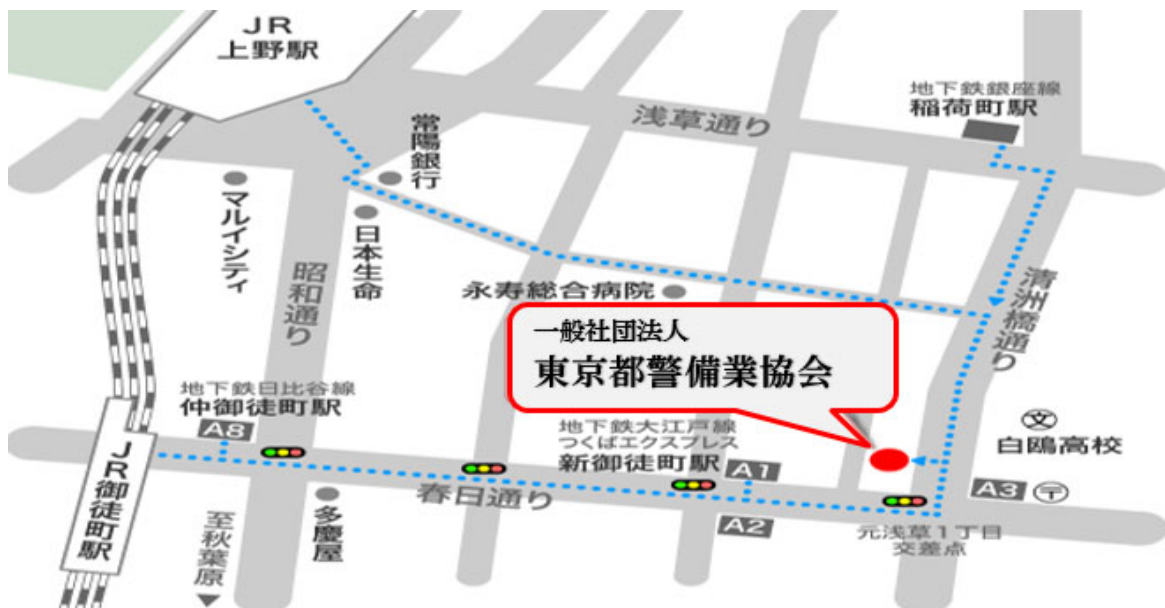 JR
上野駅
地下鉄銀座線
稲荷町駅
浅草通り
常陽銀行
マルイシティ
日本生命
昭和通り
永寿総合病院
清洲橋通り
一般社団法人
東京都警備業協会
地下鉄日比谷線
仲御徒町駅
A8
地下鉄大江戸線
つくばエクスプレス
新御徒町駅
A1
文
白鴎高校
JR御徒町駅
春日通り
A3
〒
A2
多慶屋
至秋葉原
元浅草1丁目
交差点